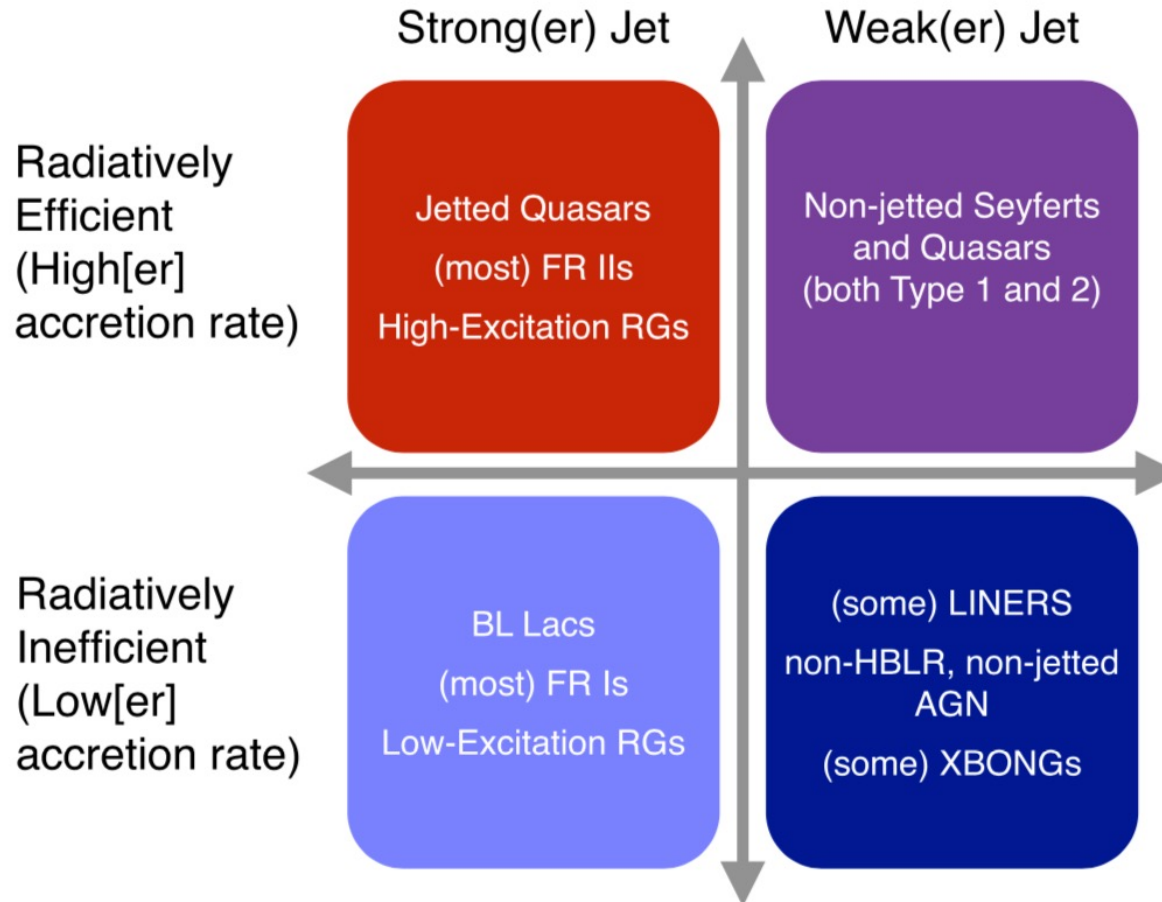 Strong(er) Jet
Weak(er) Jet
Radiatively
Efficient
(High[er]
accretion rate)
Jetted Quasars
(most) FR IIs
High-Excitation RGs
Non-jetted Seyferts
and Quasars
(both Type 1 and 2)
Radiatively
Inefficient
(Low[er]
accretion rate)
BL Lacs
(most) FR Is
Low-Excitation RGs
(some) LINERS
non-HBLR, non-jetted
AGN
(some) XBONGs